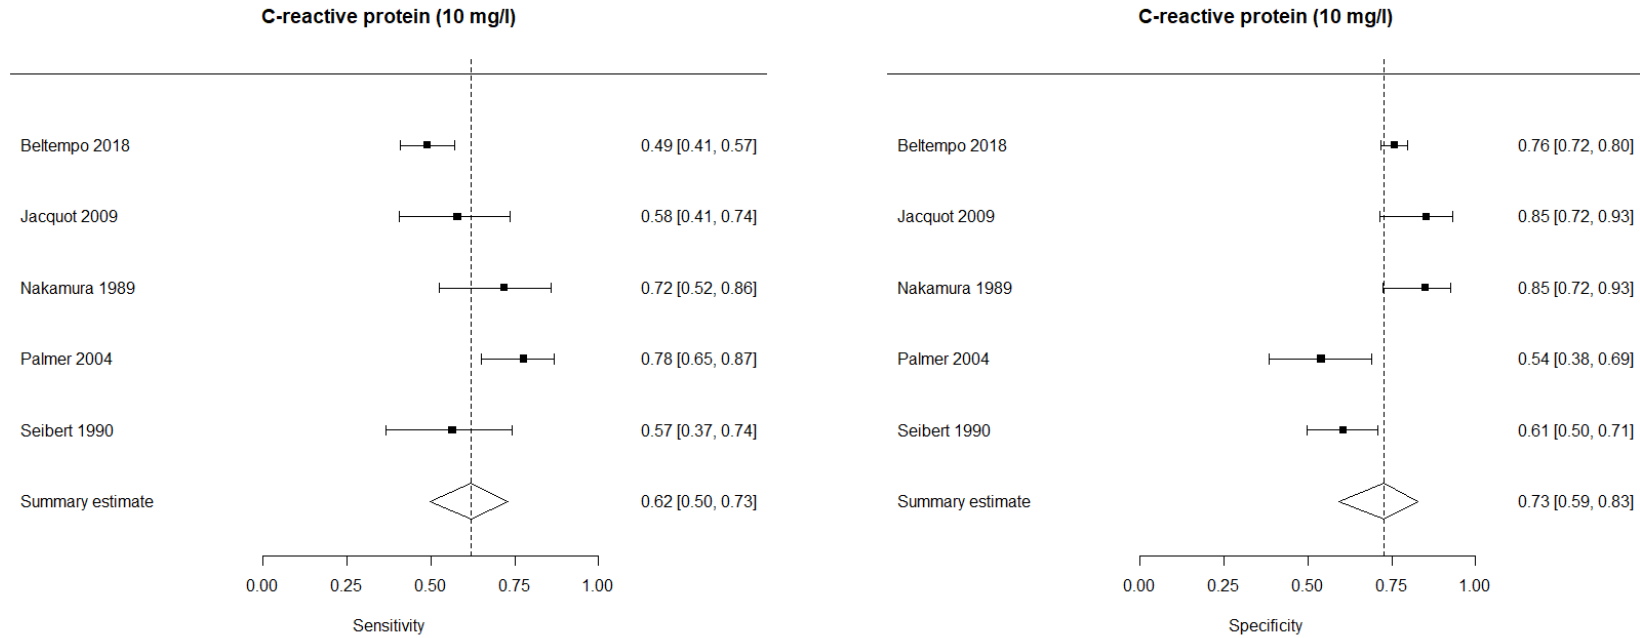 C-reactive protein (10 mg/l)
Beltempo 2018 0.49 [0.41, 0.57]
Jacquot 2009 0.58 [0.41, 0.74]
Nakamura 1989 0.72 [0.52, 0.86]
Palmer 2004 0.78 [0.65, 0.87]
Seibert 1990 0.57 [0.37, 0.74]
Summary estimate 0.62 [0.50, 0.73]
0.00 0.25 0.50 0.75 1.00
Sensitivity
C-reactive protein (10 mg/l)
Beltempo 2018 0.76 [0.72, 0.80]
Jacquot 2009 0.85 [0.72, 0.93]
Nakamura 1989 0.85 [0.72, 0.93]
Palmer 2004 0.54 [0.38, 0.69]
Seibert 1990 0.61 [0.50, 0.71]
Summary estimate 0.73 [0.59, 0.83]
0.00 0.25 0.50 0.75 1.00
Specificity